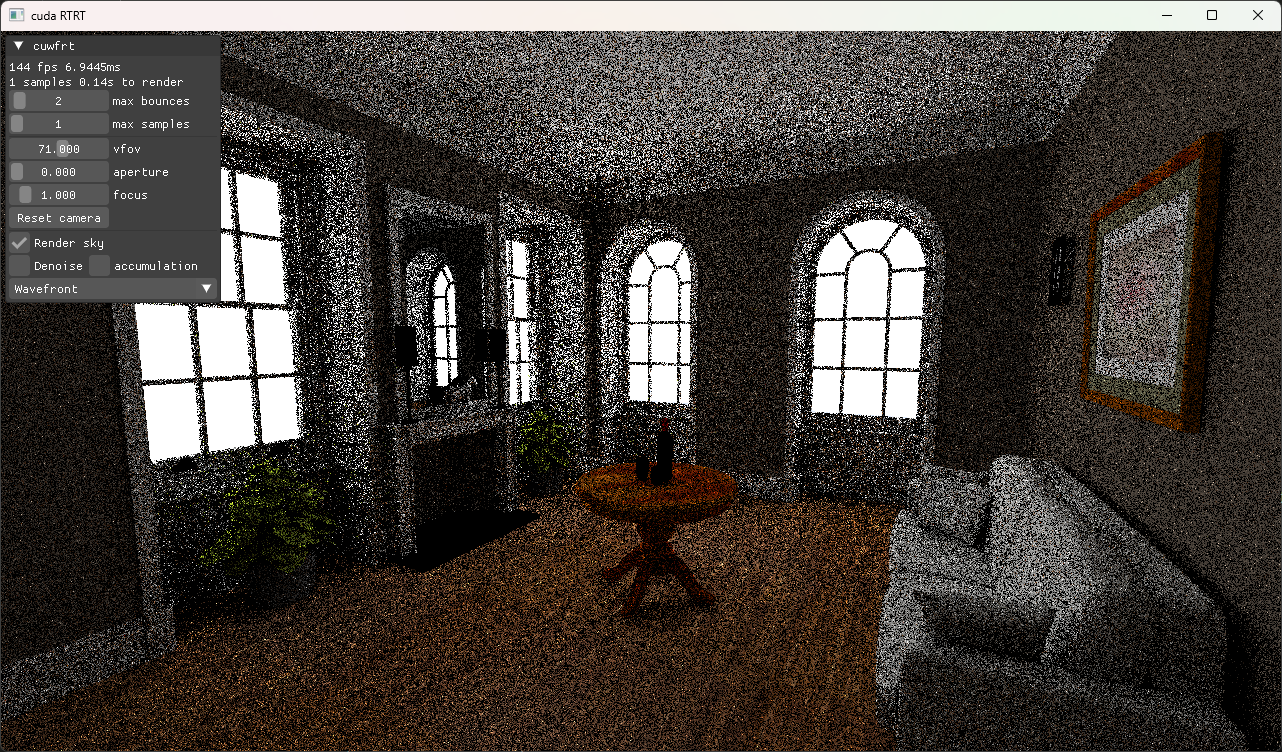 cuda RTRT
cuwfrt
144 fps 6.9445ms
1 samples 0.14s to render
2 max bounces
1 max samples
71.000 vfov
0.000 aperture
1.000 focus
Reset camera
Render sky
Denoise accumulation
Wavefront